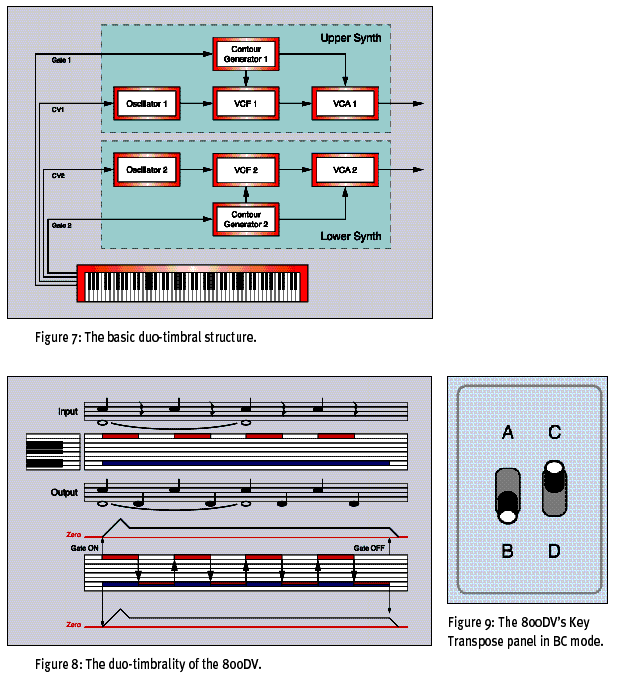 Upper Synth
Contour
Generator 1
Gate 1
CV1
Oscillator 1
VCF 1
VCA 1
CV2
Oscillator 2
VCF 2
VCA 2
Gate 2
Contour
Generator 2
Lower Synth
Figure 7: The basic duo-timbral structure.
Input
Output
Zero
Gate ON
Gate OFF
Zero
Figure 8: The duo-timbrality of the 800DV.
A C
B D
Figure 9: The 800DV's Key
Transpose panel in BC mode.